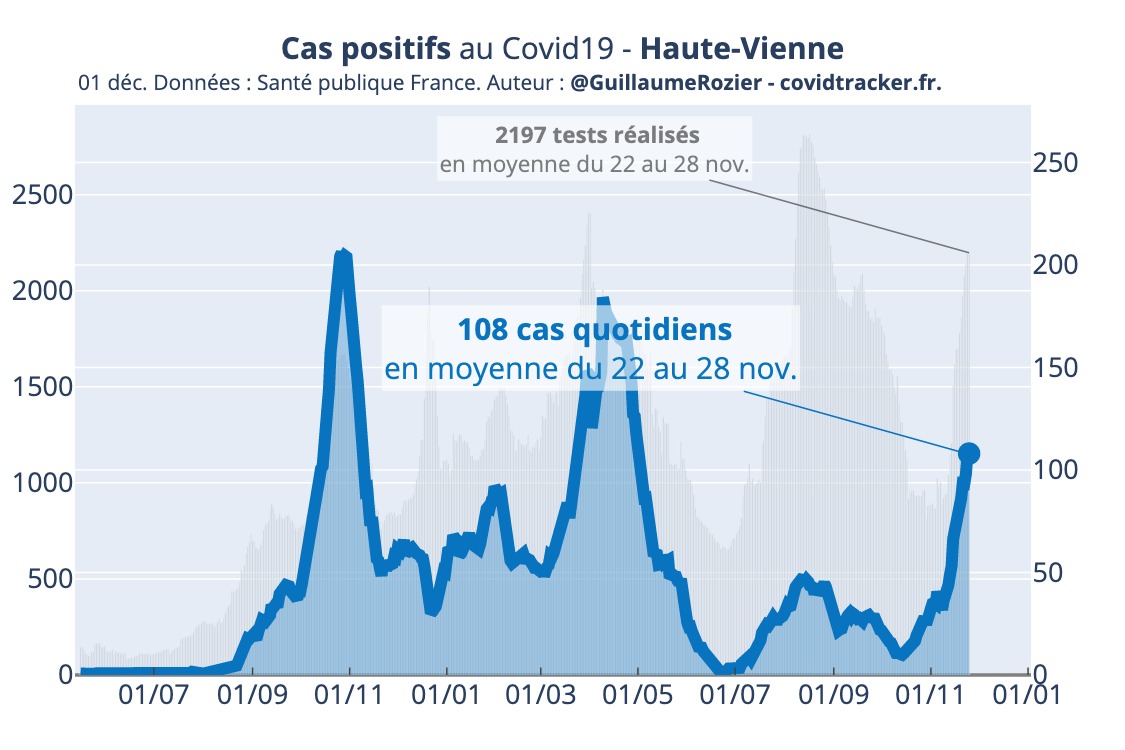 Cas positifs au Covid19 - Haute-Vienne
01 déc. Données : Santé publique France. Auteur : @GuillaumeRozier - covidtracker.fr.
2197 tests réalisés
en moyenne du 22 au 28 nov.
108 cas quotidiens
en moyenne du 22 au 28 nov.
2500
2000
1500
1000
500
0
250
200
150
100
50
0
01/07 01/09 01/11 01/01 01/03 01/05 01/07 01/09 01/11 01/01